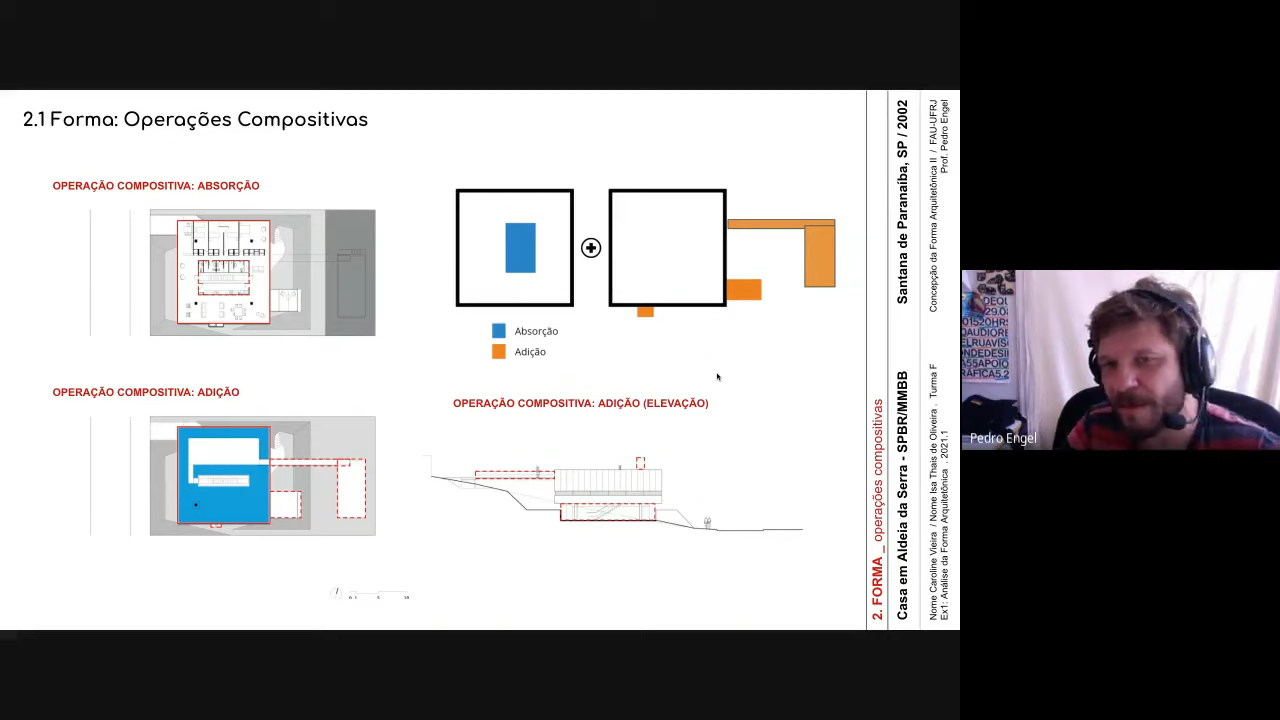 2.1 Forma: Operações Compositivas
OPERAÇÃO COMPOSITIVA: ABSORÇÃO
Absorção
Adição
OPERAÇÃO COMPOSITIVA: ADIÇÃO
OPERAÇÃO COMPOSITIVA: ADIÇÃO (ELEVAÇÃO)
2. FORMA _ operações compositivas
Casa em Aldeia da Serra - SPBR/MMBB
Santana de Paranaíba, SP / 2002
Nome Caroline Vieira / Nome Isa Thais de Oliveira . Turma F
Ex1: Análise da Forma Arquitetônica . 2021.1
Concepção da Forma Arquitetônica II / FAU-UFRJ
Prof. Pedro Engel
Pedro Engel